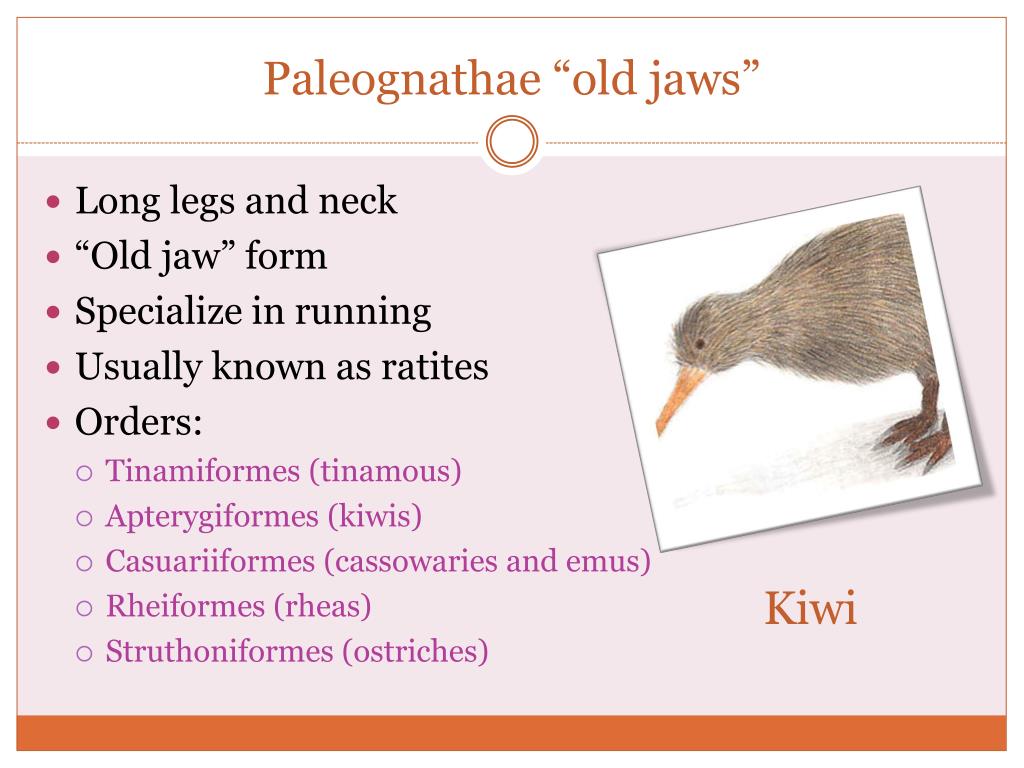 Paleognathae “old jaws”
• Long legs and neck
• “Old jaw” form
• Specialize in running
• Usually known as ratites
• Orders:
○ Tinamiformes (tinamous)
○ Apterygiformes (kiwis)
○ Casuariiformes (cassowaries and emus)
○ Rheiformes (rheas)
○ Struthoniformes (ostriches)
Kiwi